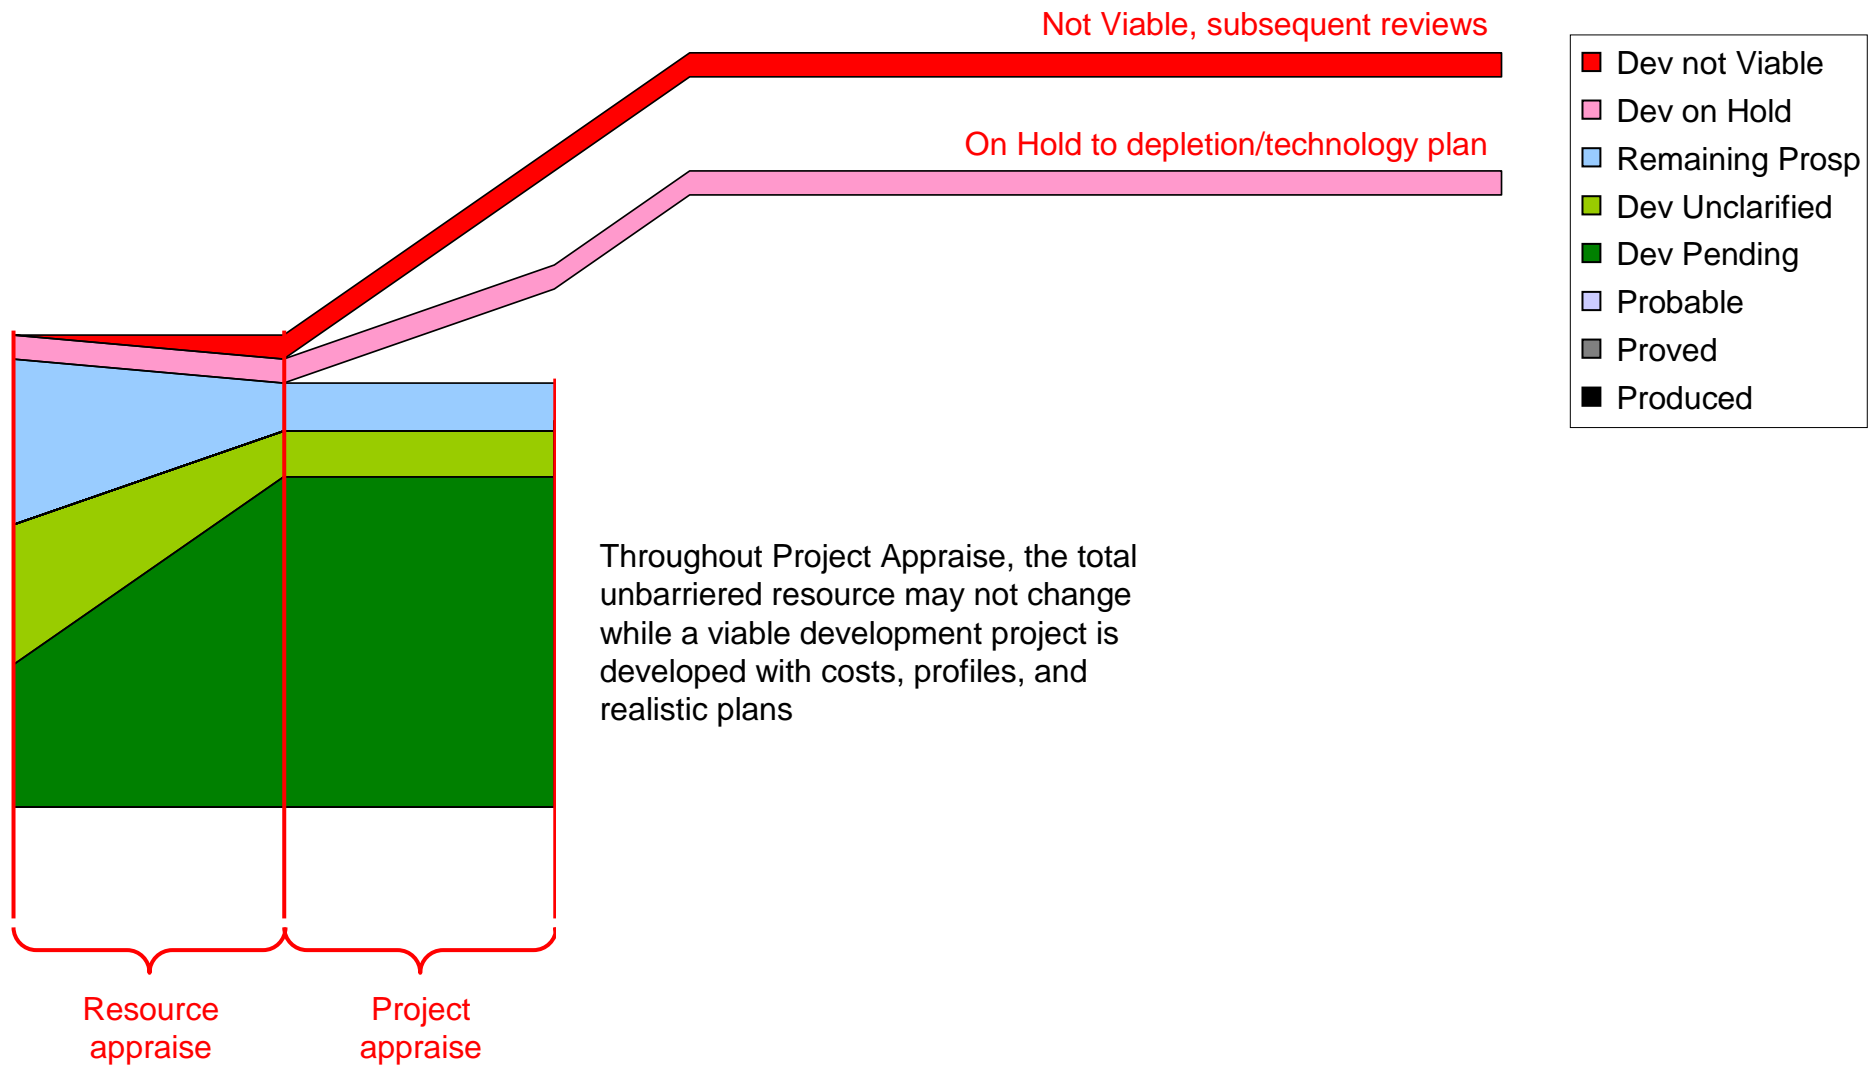 Not Viable, subsequent reviews
On Hold to depletion/technology plan
Dev not Viable
Dev on Hold
Remaining Prosp
Dev Unclarified
Dev Pending
Probable
Proved
Produced
Throughout Project Appraise, the total
unbarriered resource may not change
while a viable development project is
developed with costs, profiles, and
realistic plans
Resource
appraise
Project
appraise